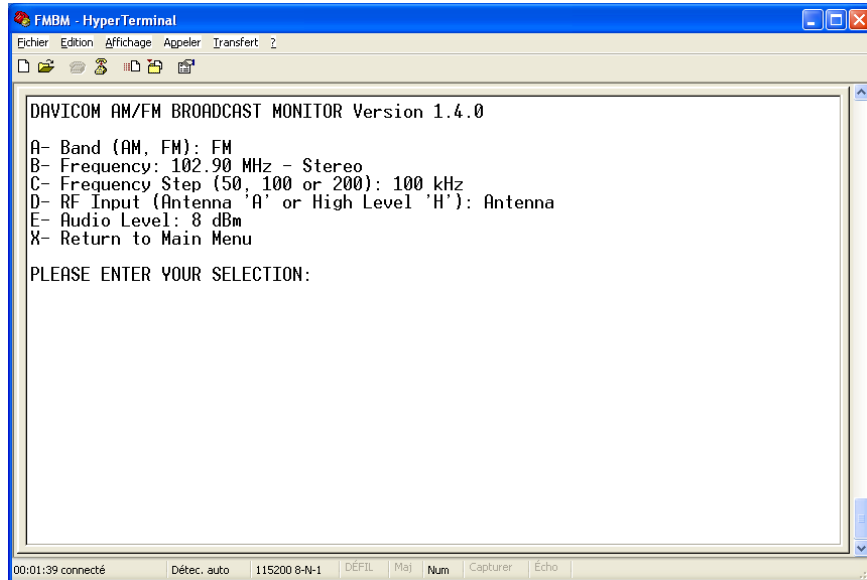 FMBM - HyperTerminal
Fichier Edition Affichage Appeler Transfert ?
DAVICOM AM/FM BROADCAST MONITOR Version 1.4.0
A- Band (AM, FM): FM
B- Frequency: 102.90 MHz - Stereo
C- Frequency Step (50, 100 or 200): 100 kHz
D- RF Input (Antenna 'A' or High Level 'H'): Antenna
E- Audio Level: 8 dBm
X- Return to Main Menu
PLEASE ENTER YOUR SELECTION:
00:01:39 connecté Détec. auto 115200 8-N-1 DÉFIL Maj Num Capturer Écho